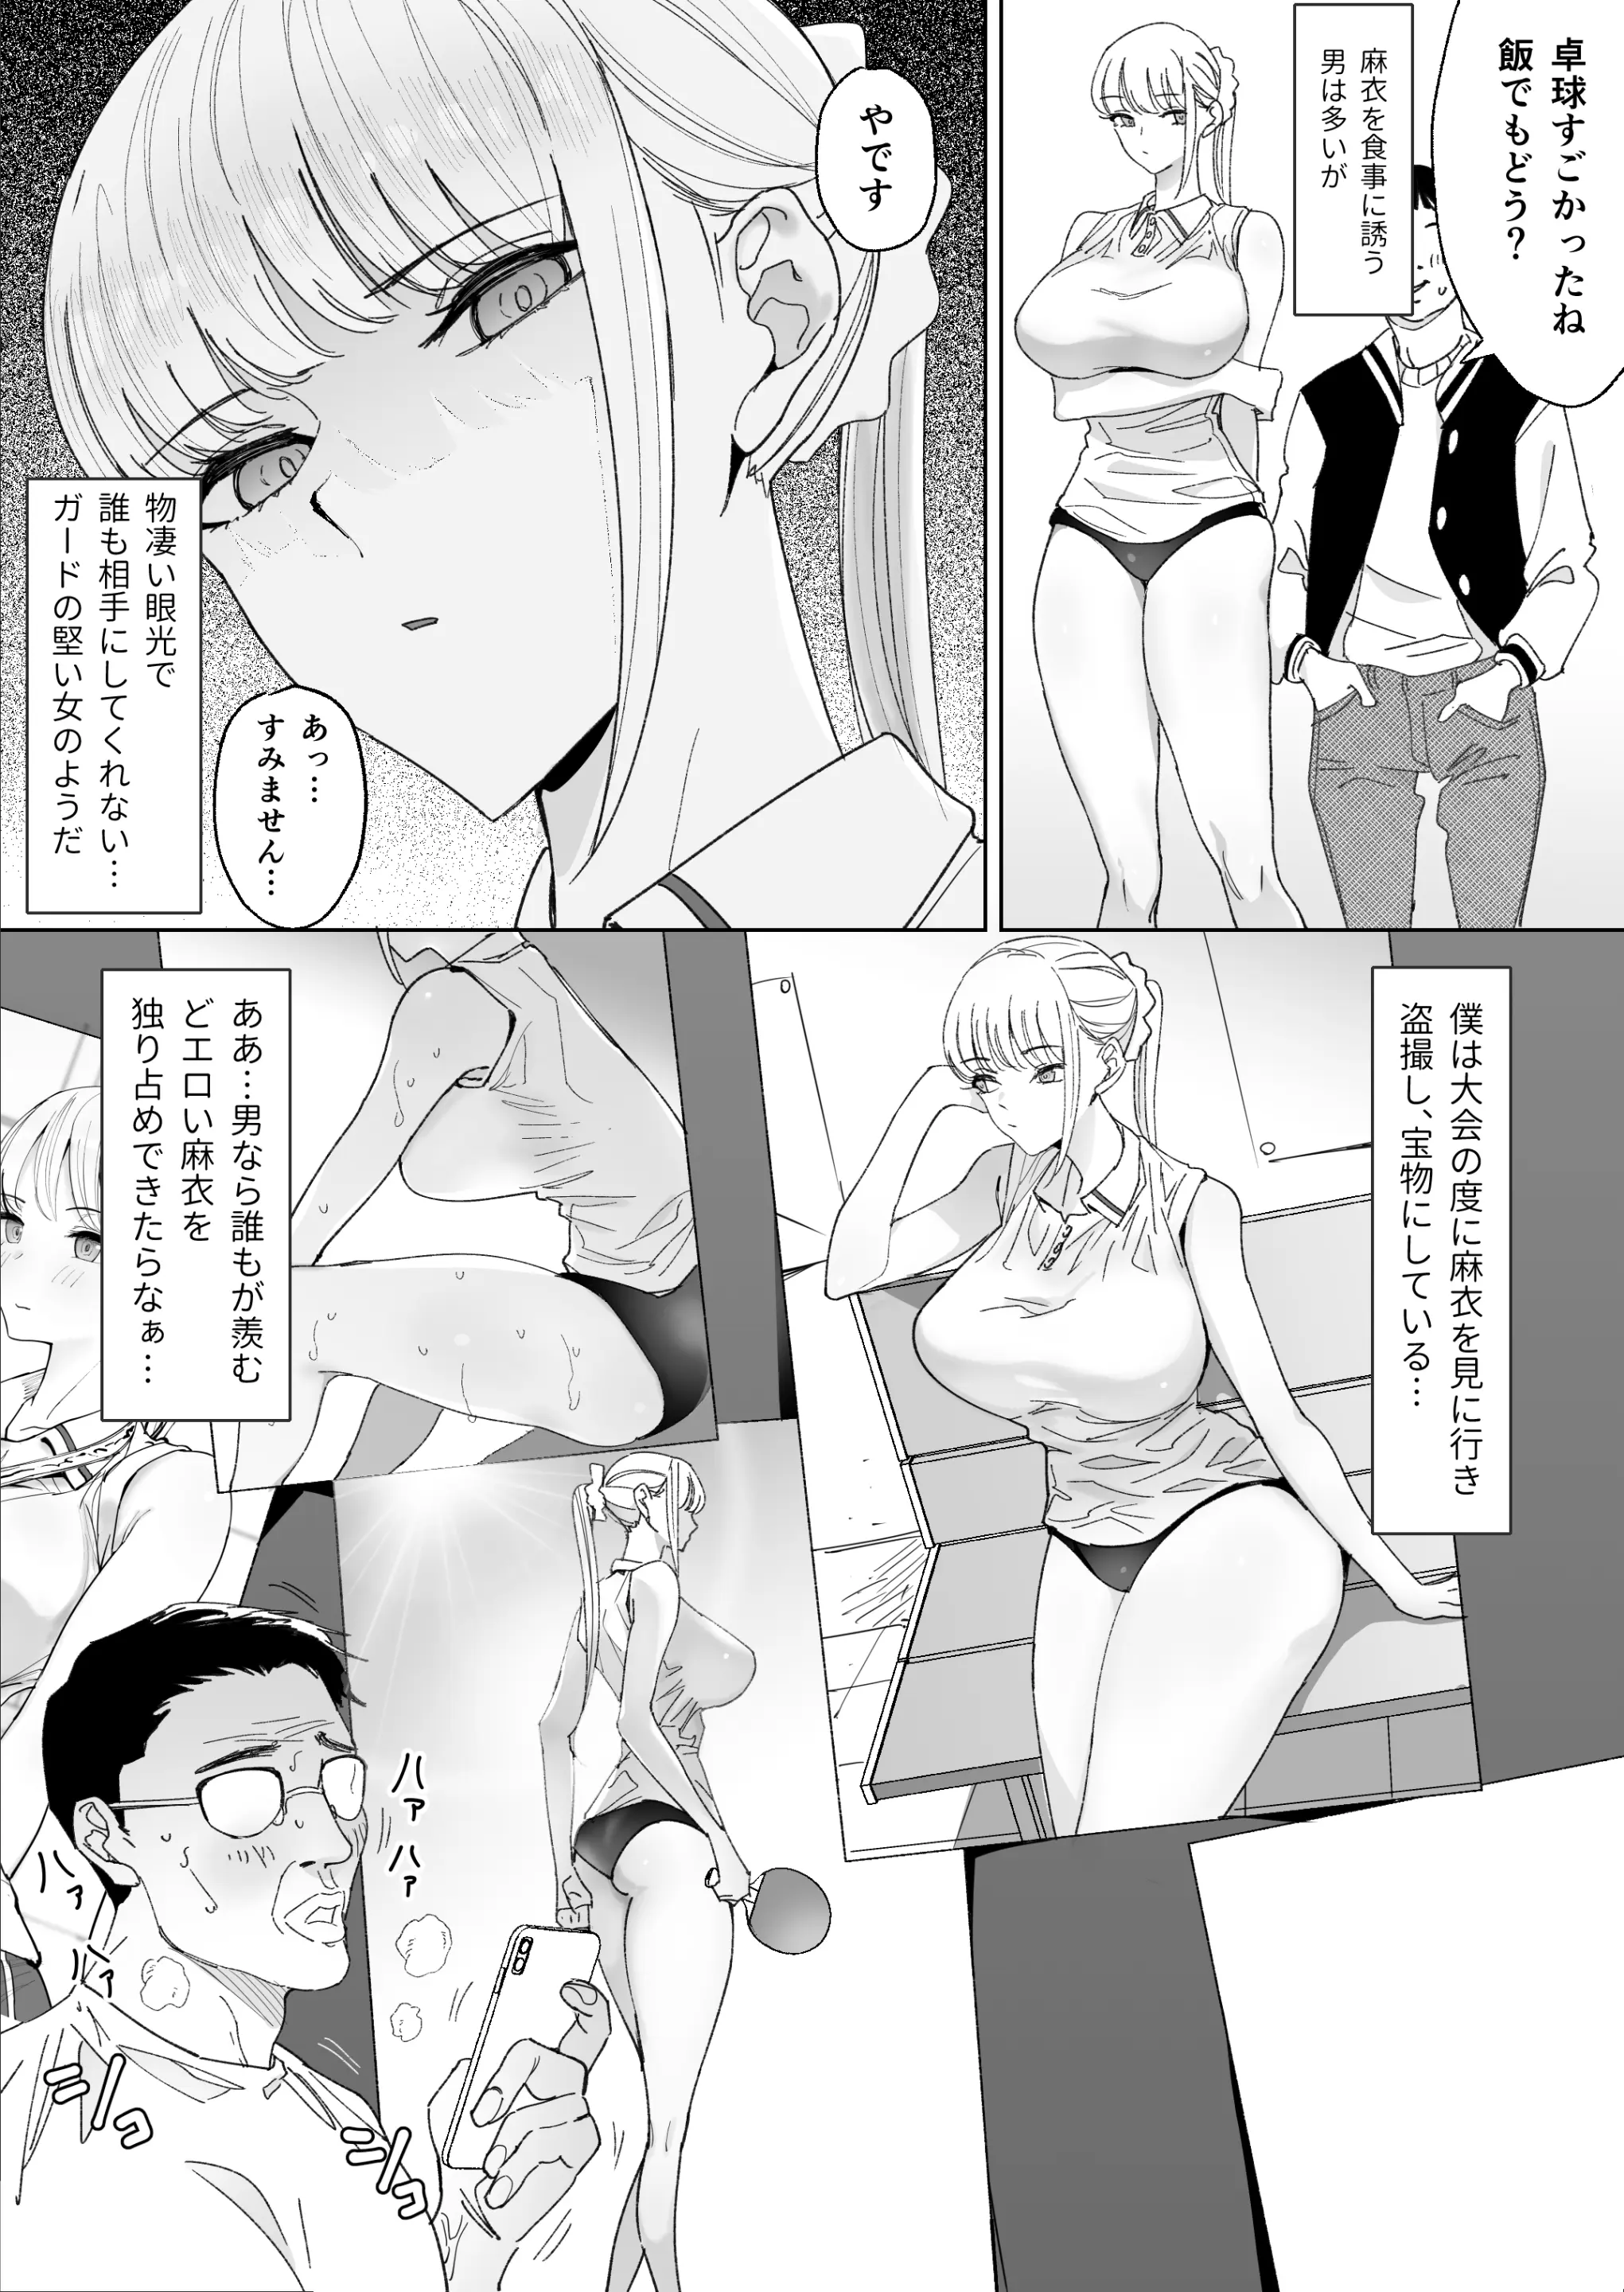 卓球すごかったね
飯でもどう？
麻衣を食事に誘う
男は多いが
やです
あっ…
すみません…
物凄い眼光で
誰も相手にしてくれない…
ガードの堅い女のようだ
僕は大会の度に麻衣を見に行き
盗撮し、宝物にしている…
ああ…男なら誰もが羨む
どエロい麻衣を
独り占めできたらなぁ…
ハァ
ハァ
ハァ
ハァ
シコ
シコ